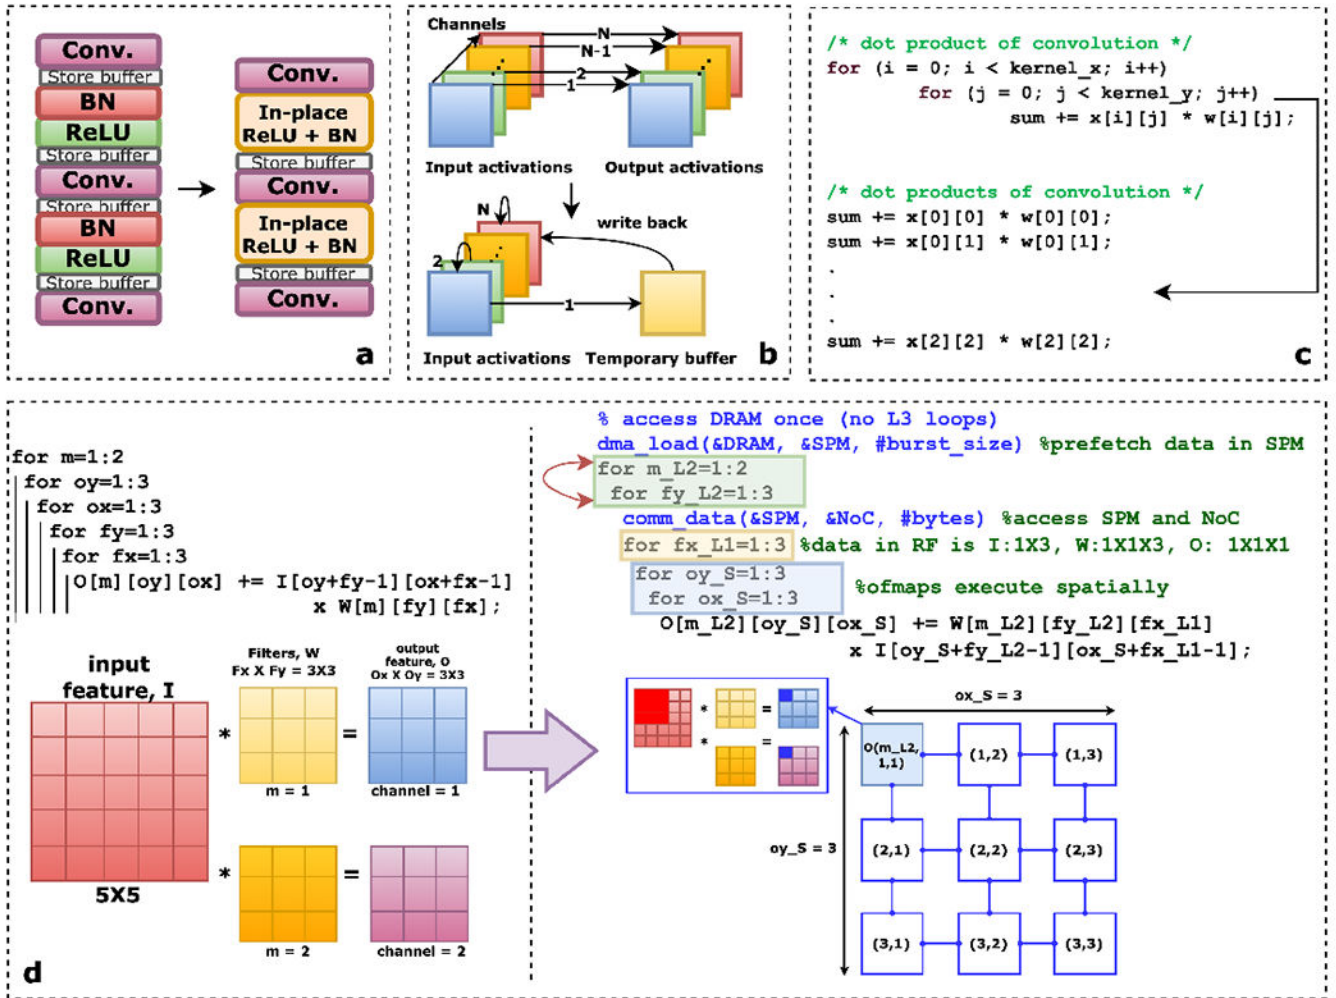 Conv.
Store buffer
BN
ReLU
Store buffer
Conv.
Store buffer
BN
ReLU
Store buffer
Conv.
Conv.
In-place
ReLU + BN
Store buffer
Conv.
In-place
ReLU + BN
Store buffer
Conv.
a
Channels
N
N-1
2
1
Input activations
Output activations
N
write back
2
1
Input activations
Temporary buffer
b
/* dot product of convolution */
for (i = 0; i < kernel_x; i++)
for (j = 0; j < kernel_y; j++)
sum += x[i][j] * w[i][j];
/* dot products of convolution */
sum += x[0][0] * w[0][0];
sum += x[0][1] * w[0][1];
.
.
.
sum += x[2][2] * w[2][2];
c
for m=1:2
for oy=1:3
for ox=1:3
for fy=1:3
for fx=1:3
O[m][oy][ox] += I[oy+fy-1][ox+fx-1]
x W[m][fy][fx];
input
feature, I
5X5
Filters, W
Fx X Fy = 3X3
output
feature, O
Ox X Oy = 3X3
*
=
m = 1
channel = 1
*
=
m = 2
channel = 2
d
% access DRAM once (no L3 loops)
dma_load(&DRAM, &SPM, #burst_size) %prefetch data in SPM
for m_L2=1:2
for fy_L2=1:3
comm_data(&SPM, &NoC, #bytes) %access SPM and NoC
for fx_L1=1:3 %data in RF is I:1X3, W:1X1X3, O: 1X1X1
for oy_S=1:3
for ox_S=1:3
%ofmaps execute spatially
O[m_L2][oy_S][ox_S] += W[m_L2][fy_L2][fx_L1]
x I[oy_S+fy_L2-1][ox_S+fx_L1-1];
*
=
*
=
ox_S = 3
oy_S = 3
O(m_L2,
1,1)
(1,2)
(1,3)
(2,1)
(2,2)
(2,3)
(3,1)
(3,2)
(3,3)